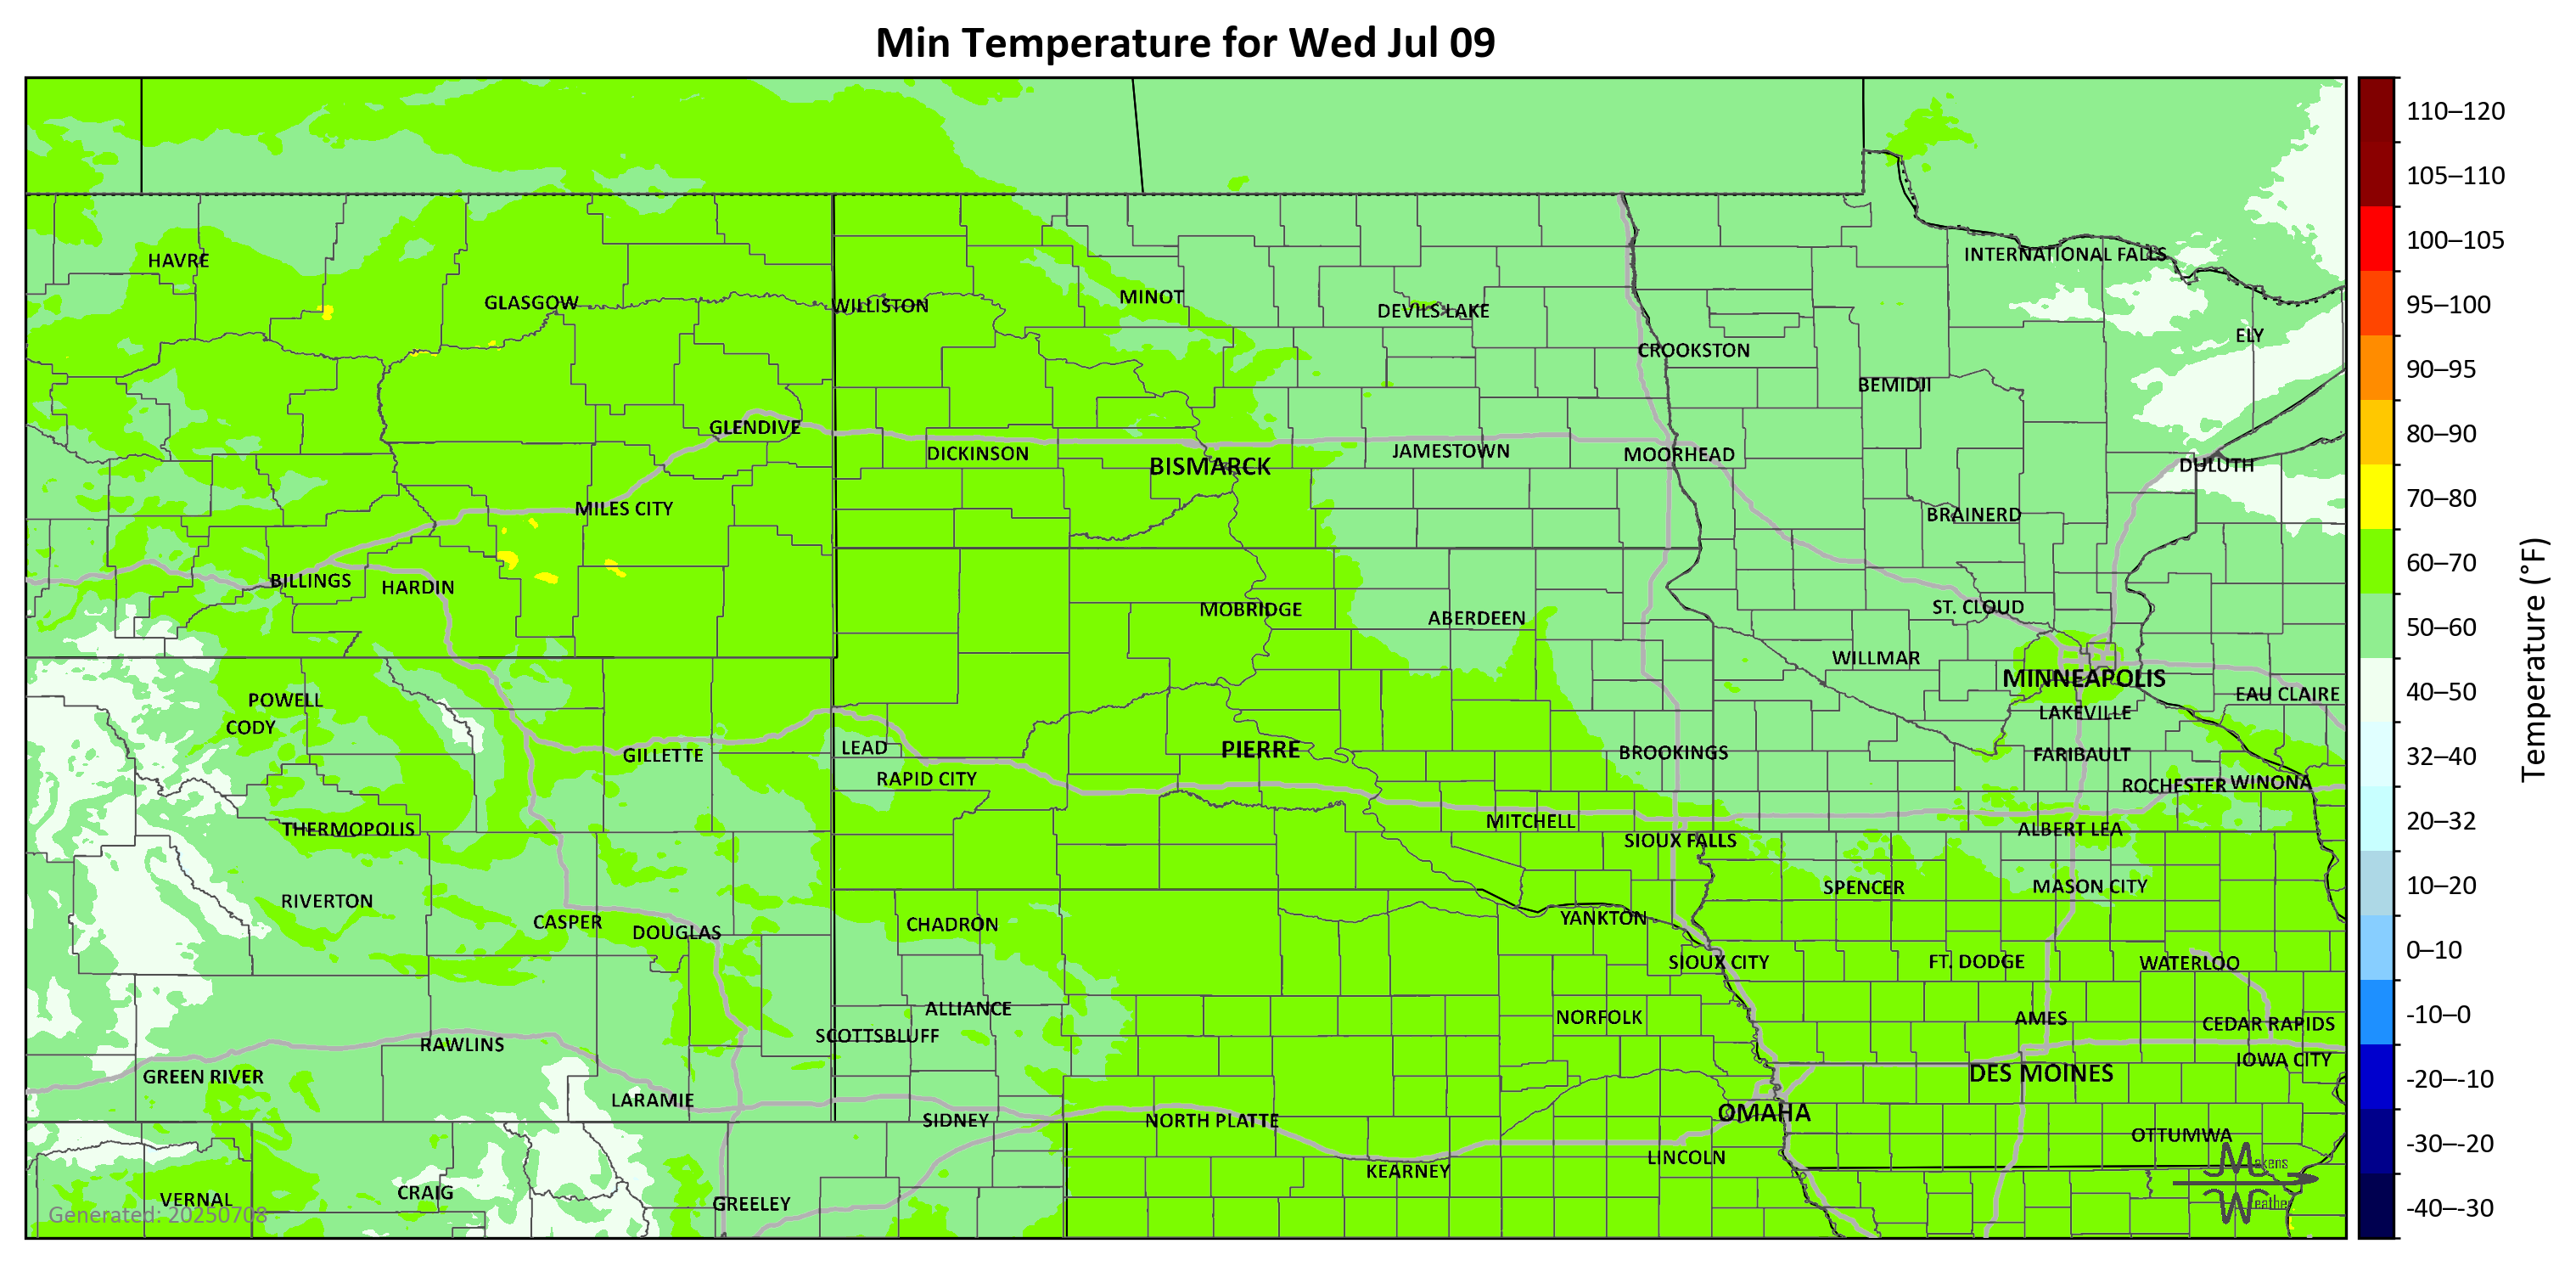 Min Temperature for Wed Jul 09
110–120
105–110
INTERNATIONAL FALLS
100–105
HAVRE
MINOT
GLASGOW
WILLISTON
95–100
DEVILS LAKE
ELY
CROOKSTON
90–95
BEMIDJI
GLENDIVE
80–90
DICKINSON
JAMESTOWN
MOORHEAD
BISMARCK
DULUTH
70–80
MILES CITY
BRAINERD
60–70
BILLINGS
HARDIN
MOBRIDGE
ST. CLOUD
ABERDEEN
50–60
WILLMAR
Temperature (°F)
MINNEAPOLIS
40–50
EAU CLAIRE
POWELL
LAKEVILLE
CODY
LEAD
PIERRE
BROOKINGS
FARIBAULT
GILLETTE
32–40
RAPID CITY
ROCHESTER
WINONA
MITCHELL
20–32
THERMOPOLIS
ALBERT LEA
SIOUX FALLS
10–20
SPENCER
MASON CITY
RIVERTON
CASPER
CHADRON
YANKTON
DOUGLAS
0–10
SIOUX CITY
FT. DODGE
WATERLOO
ALLIANCE
NORFOLK
AMES
-10–0
CEDAR RAPIDS
SCOTTSBLUFF
RAWLINS
IOWA CITY
GREEN RIVER
DES MOINES
-20–-10
LARAMIE
OMAHA
SIDNEY
NORTH PLATTE
OTTUMWA
-30–-20
LINCOLN
KEARNEY
Makens
Weather
CRAIG
VERNAL
GREELEY
-40–-30
Generated: 20250708